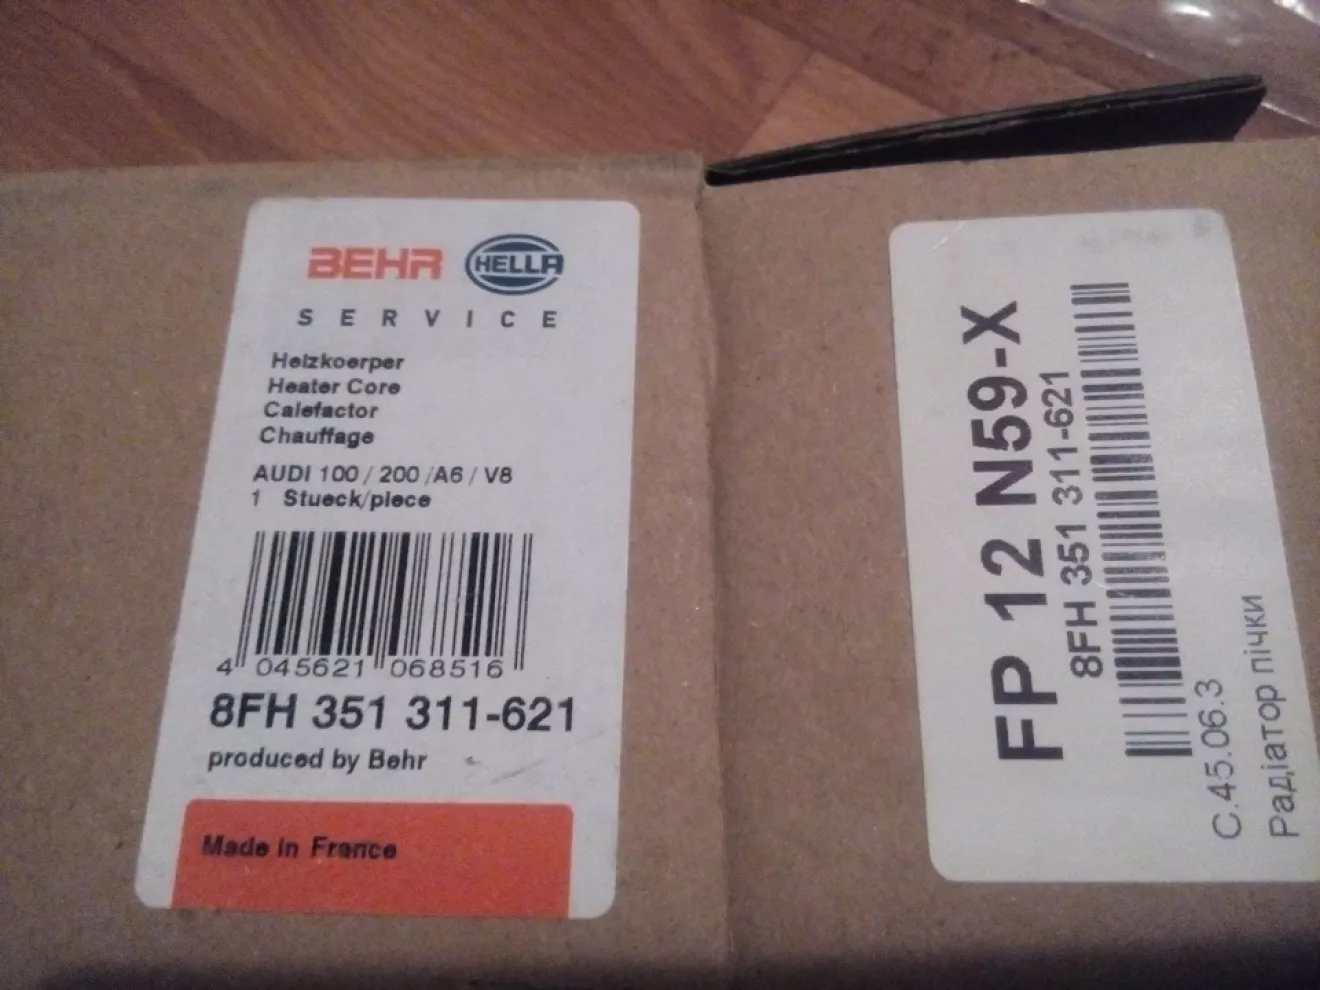 BEHR HELLA
SERVICE
Heizkoerper
Heater Core
Calefactor
Chauffage
AUDI 100 / 200 /A6 / V8
1 Stueck/piece
4 045621 068516
8FH 351 311-621
produced by Behr
Made in France
FP 12 N59-X
8FH 351 311-621
C.45.06.3
Радіатор пічки